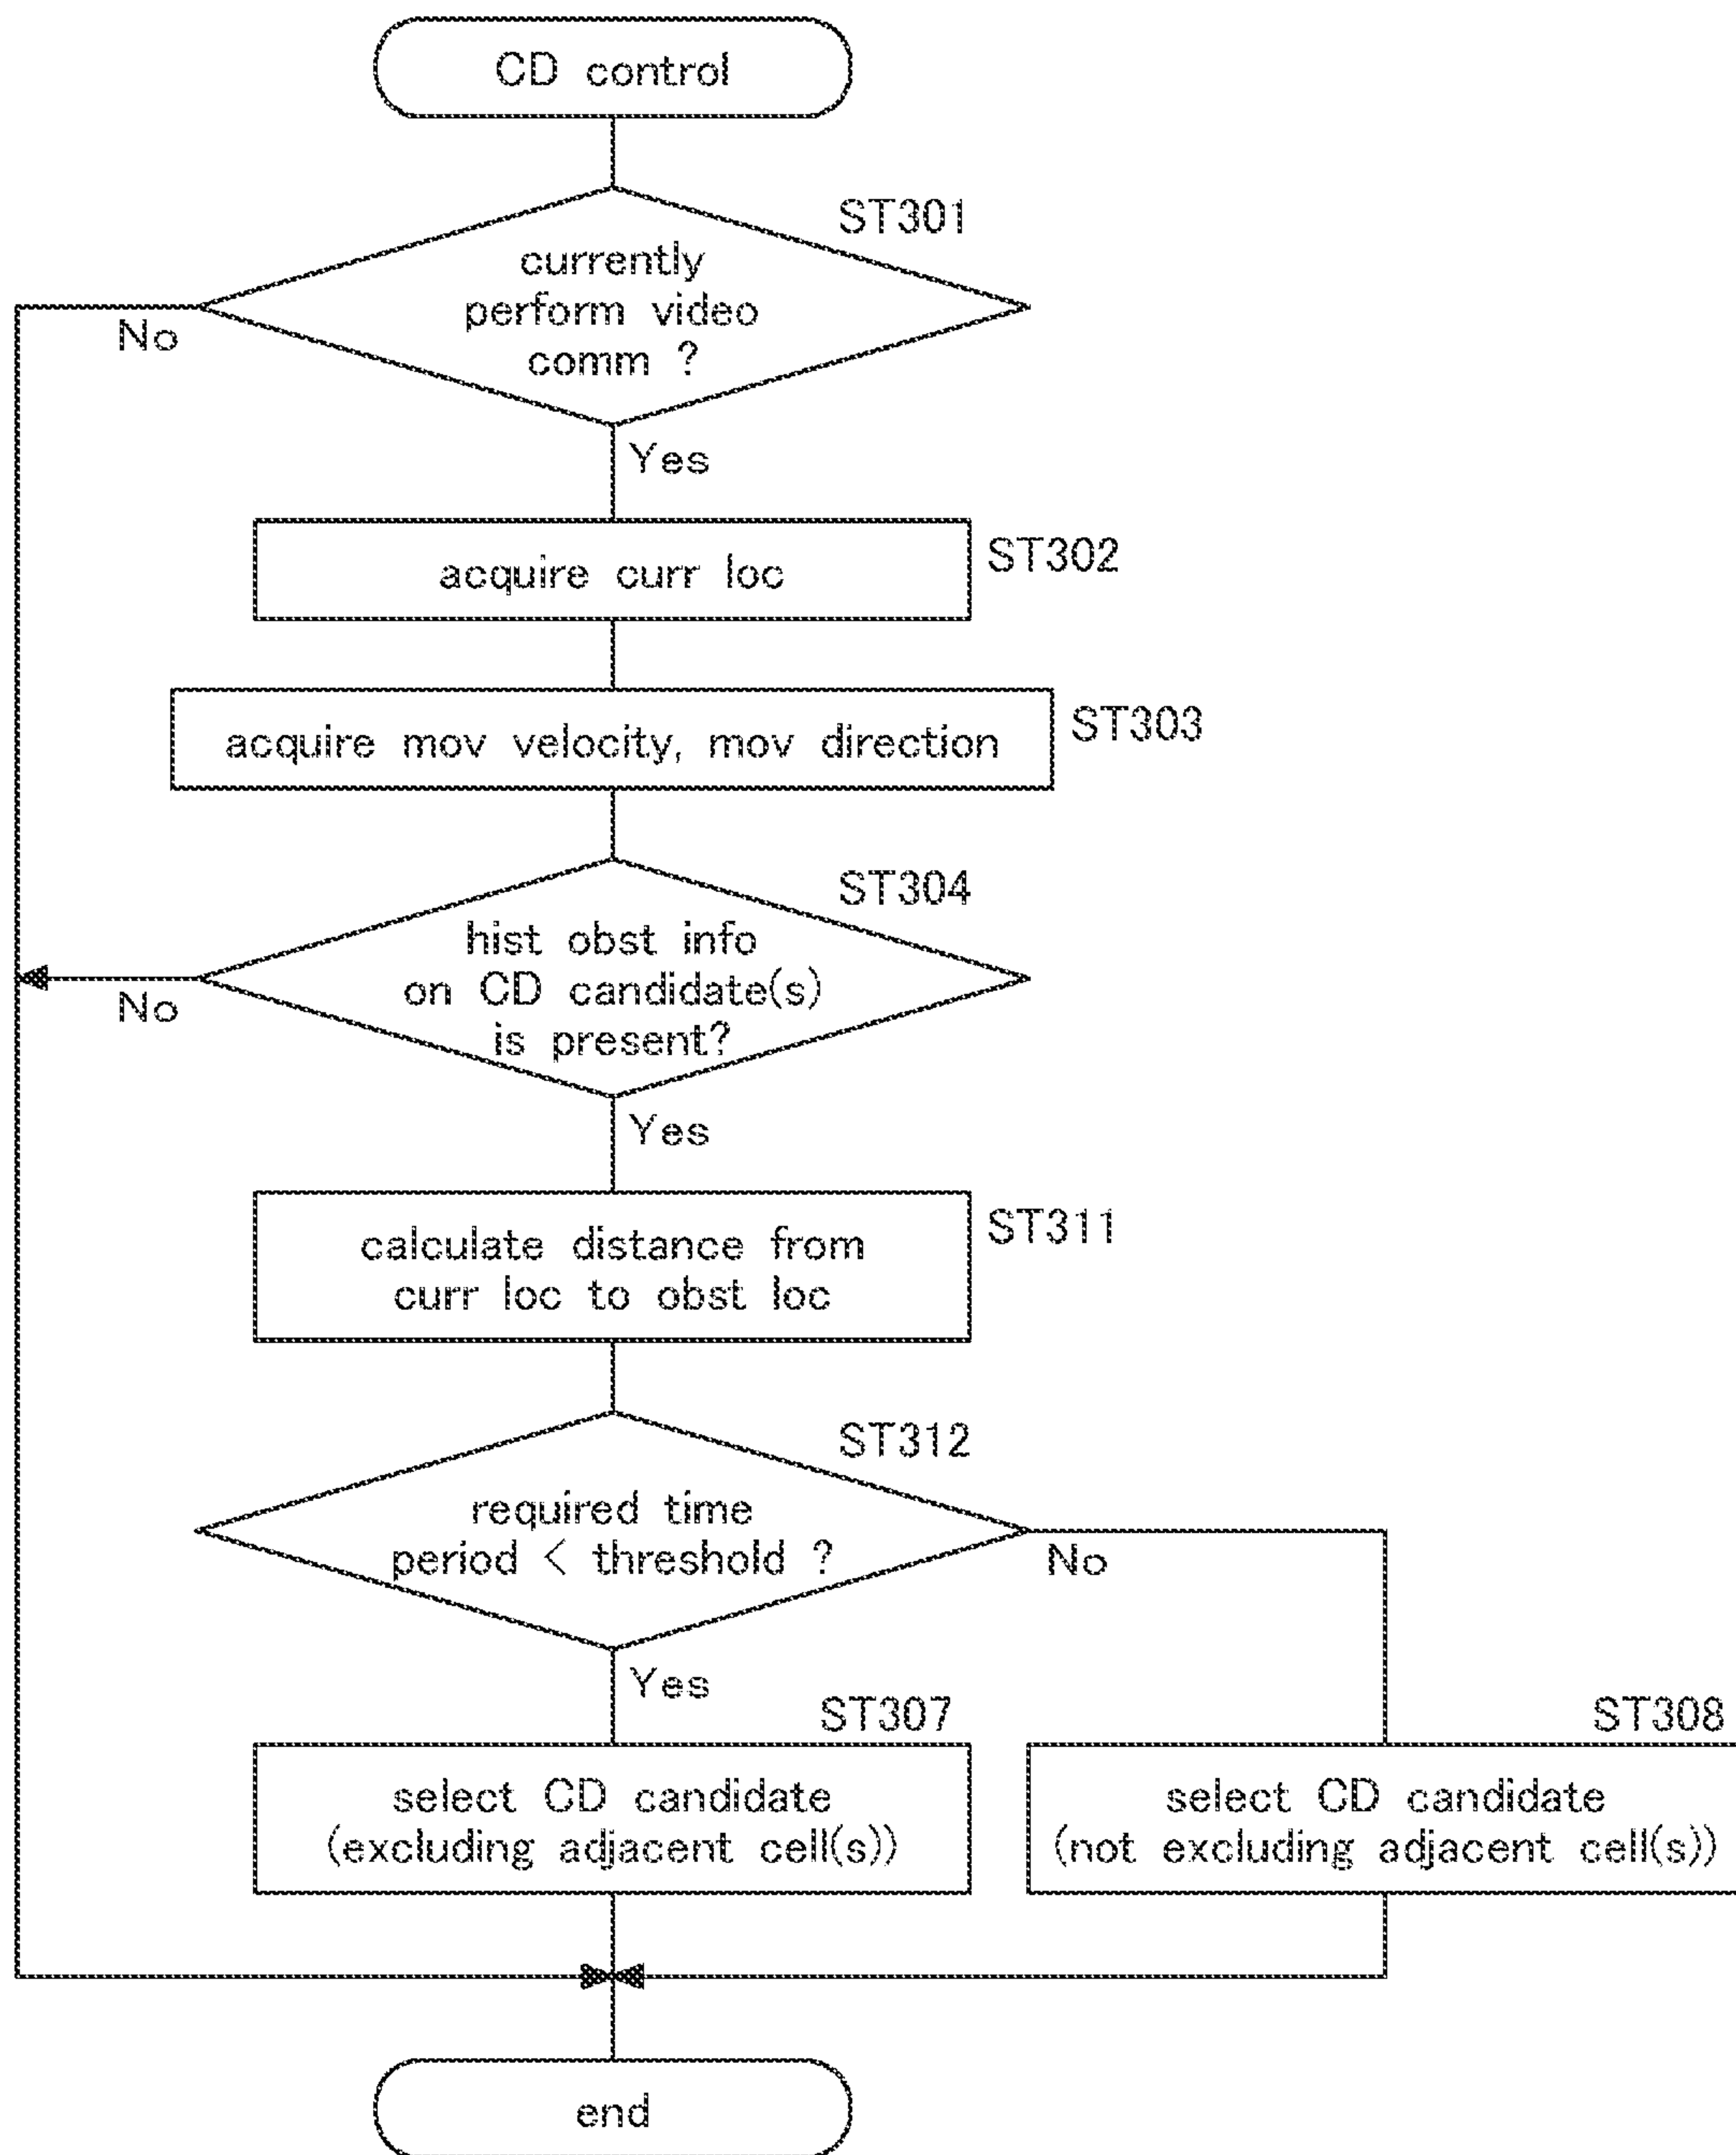 CD control
ST301
currently
perform video
comm ?
No
Yes
acquire curr loc
ST302
acquire mov velocity, mov direction
ST303
ST304
hist obst info
on CD candidate(s)
is present?
No
Yes
calculate distance from
curr loc to obst loc
ST311
ST312
required time
period < threshold ?
No
Yes
ST307
select CD candidate
(excluding adjacent cell(s))
ST308
select CD candidate
(not excluding adjacent cell(s))
end